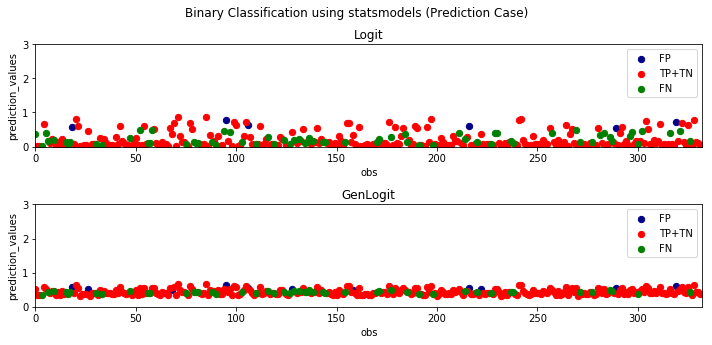 Binary Classification using statsmodels (Prediction Case)
Logit
3
2
1
0
prediction_values
FP
TP+TN
FN
0
50
100
150
200
250
300
obs
GenLogit
3
2
1
0
prediction_values
FP
TP+TN
FN
0
50
100
150
200
250
300
obs